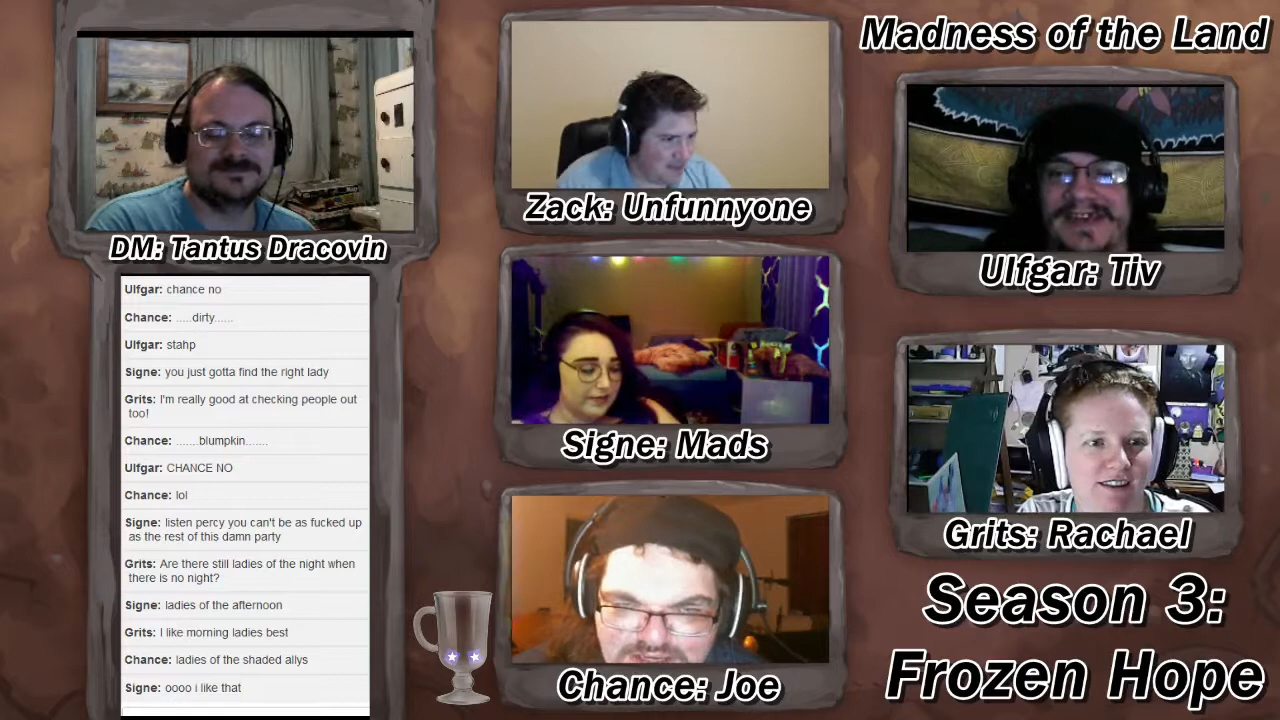 Madness of the Land
DM: Tantus Dracovin
Zack: Unfunnyone
Ulfgar: Tiv
Signe: Mads
Grits: Rachael
Chance: Joe
Season 3:
Frozen Hope
Ulfgar: chance no
Chance: .....dirty......
Ulfgar: stahp
Signe: you just gotta find the right lady
Grits: I'm really good at checking people out
too!
Chance: .......blumpkin.......
Ulfgar: CHANCE NO
Chance: lol
Signe: listen percy you can't be as fucked up
as the rest of this damn party
Grits: Are there still ladies of the night when
there is no night?
Signe: ladies of the afternoon
Grits: I like morning ladies best
Chance: ladies of the shaded allys
Signe: oooo i like that